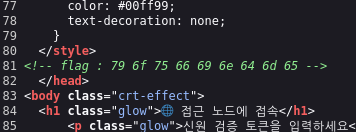 77 color: #00ff99;
78 text-decoration: none;
79 }
80 </style>
81 <!-- flag : 79 6f 75 66 69 6e 64 6d 65 -->
82 </head>
83 <body class="crt-effect">
84 <h1 class="glow">🌐 접근 노드에 접속</h1>
85 <p class="glow">신원 검증 토큰을 입력하세요<